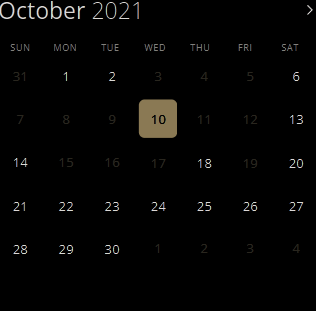 October 2021
SUN MON TUE WED THU FRI SAT
31 1 2 3 4 5 6
7 8 9 10 11 12 13
14 15 16 17 18 19 20
21 22 23 24 25 26 27
28 29 30 1 2 3 4